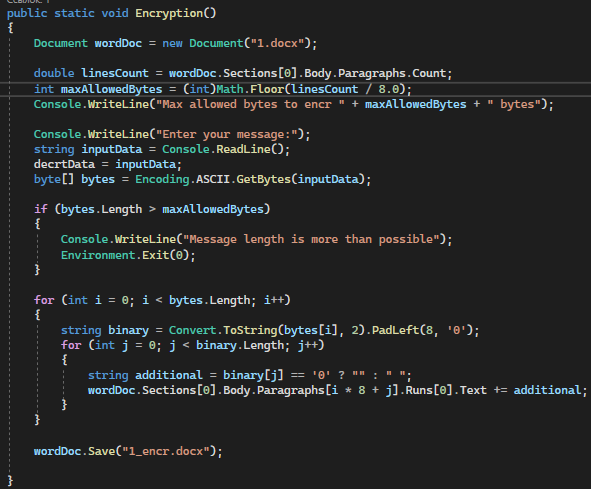 Ссылок: 1
public static void Encryption()
{
Document wordDoc = new Document("1.docx");
double linesCount = wordDoc.Sections[0].Body.Paragraphs.Count;
int maxAllowedBytes = (int)Math.Floor(linesCount / 8.0);
Console.WriteLine("Max allowed bytes to encr " + maxAllowedBytes + " bytes");
Console.WriteLine("Enter your message:");
string inputData = Console.ReadLine();
decrtData = inputData;
byte[] bytes = Encoding.ASCII.GetBytes(inputData);
if (bytes.Length > maxAllowedBytes)
{
Console.WriteLine("Message length is more than possible");
Environment.Exit(0);
}
for (int i = 0; i < bytes.Length; i++)
{
string binary = Convert.ToString(bytes[i], 2).PadLeft(8, '0');
for (int j = 0; j < binary.Length; j++)
{
string additional = binary[j] == '0' ? "" : " ";
wordDoc.Sections[0].Body.Paragraphs[i * 8 + j].Runs[0].Text += additional;
}
}
wordDoc.Save("1_encr.docx");
}